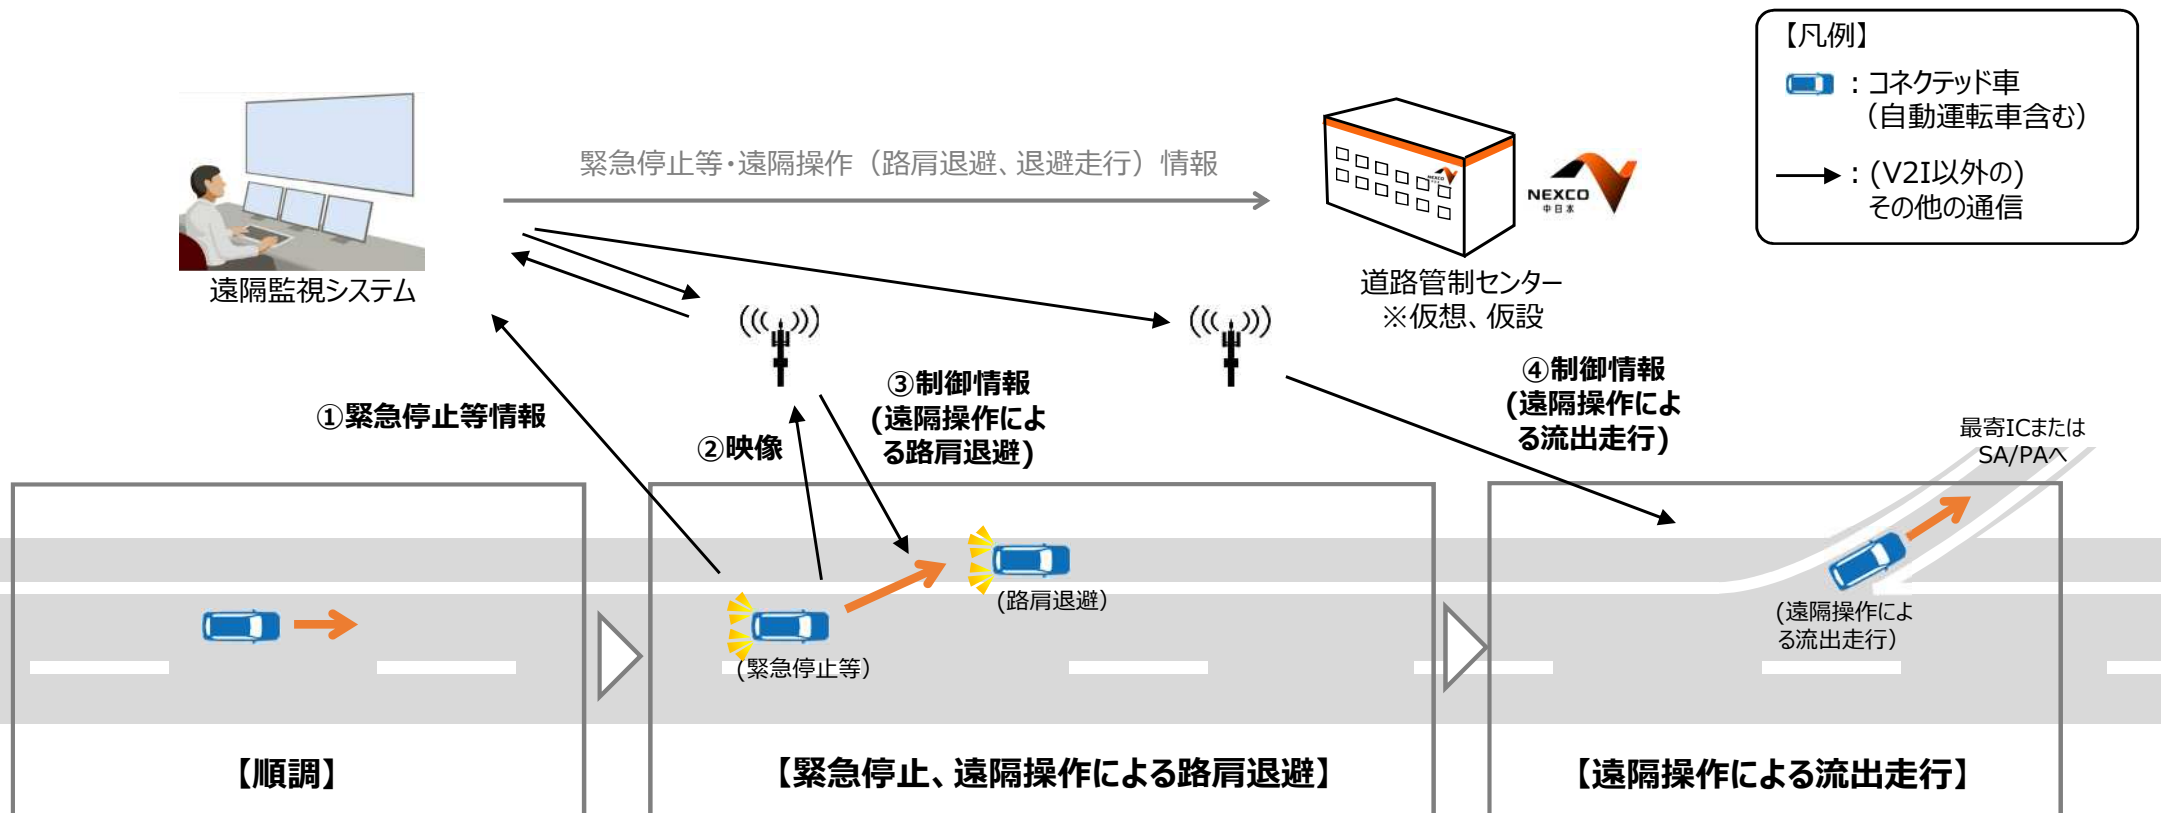 【凡例】
：コネクテッド車
（自動運転車含む）
：(V2I以外の)
その他の通信
緊急停止等・遠隔操作（路肩退避、退避走行）情報
NEXCO
中日本
NEXCO
遠隔監視システム
道路管制センター
※仮想、仮設
①緊急停止等情報
②映像
③制御情報
(遠隔操作によ
る路肩退避)
④制御情報
(遠隔操作によ
る流出走行)
最寄ICまたは
SA/PAへ
(緊急停止等）
(路肩退避）
(遠隔操作によ
る流出走行）
【順調】
【緊急停止、遠隔操作による路肩退避】
【遠隔操作による流出走行】